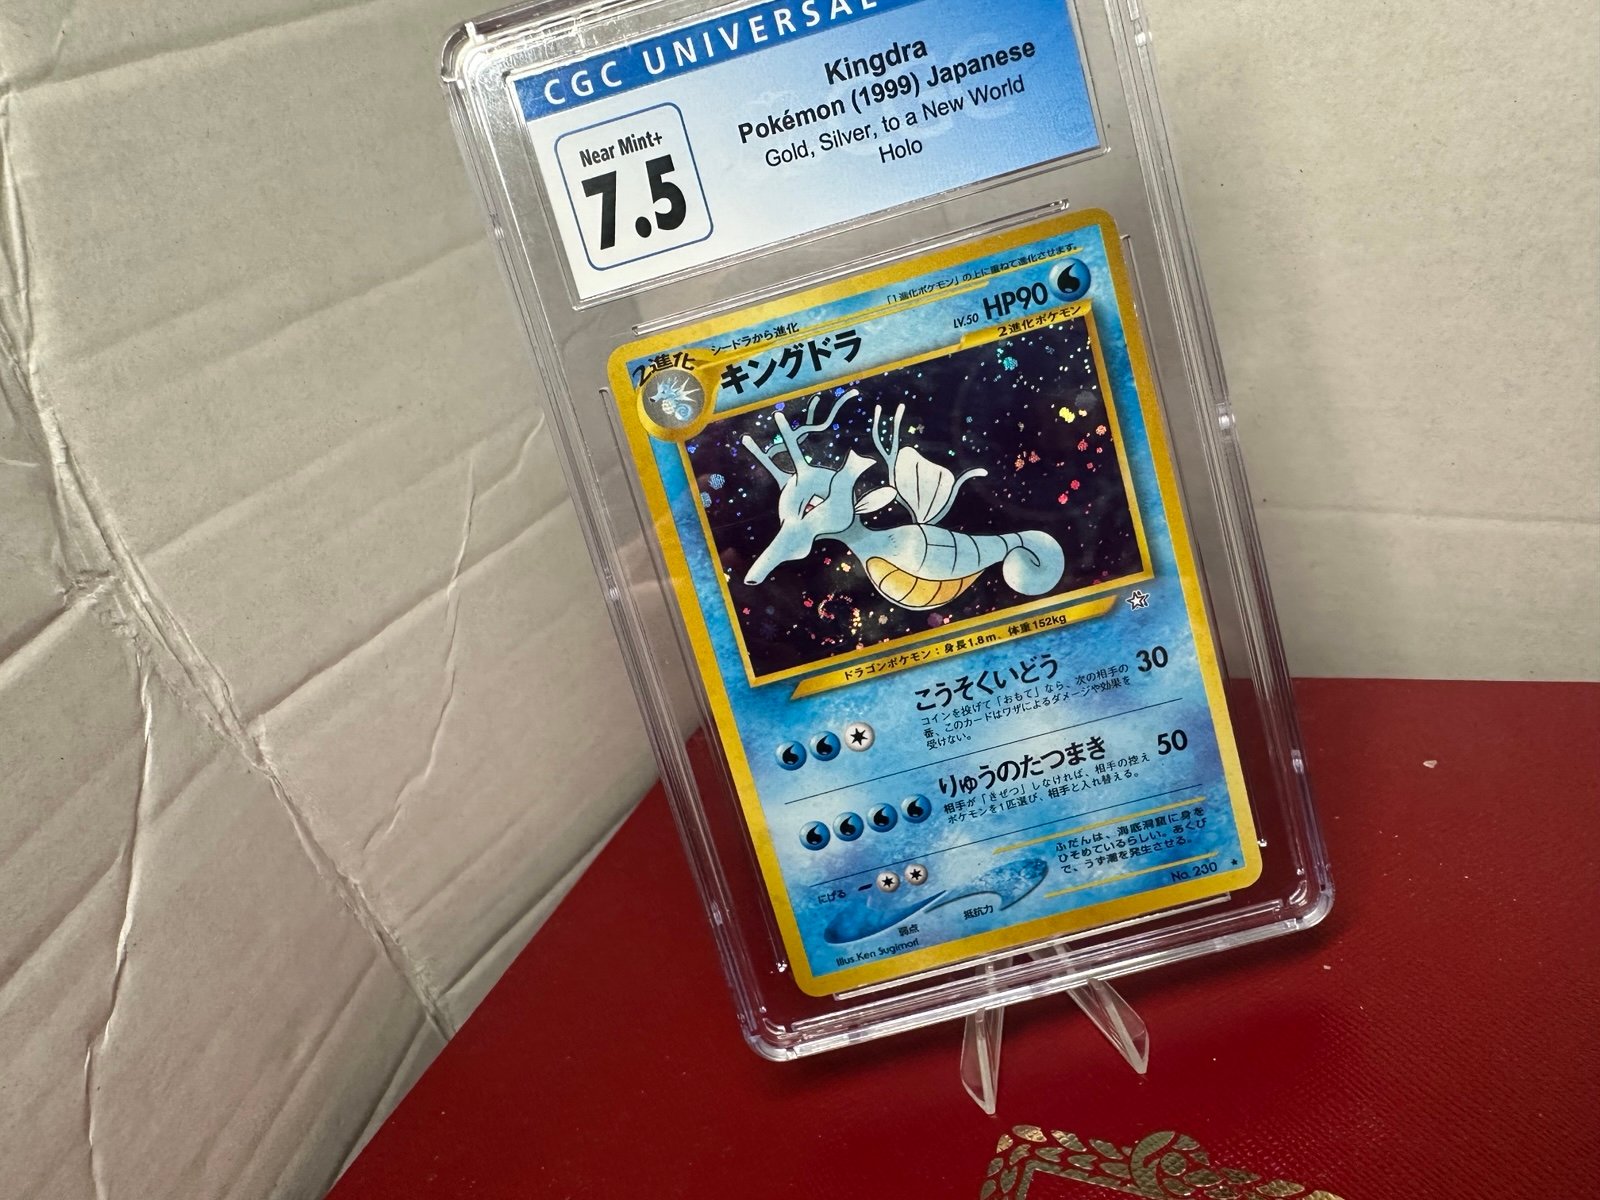 CGC UNIVERSAL
Near Mint+
7.5
Kingdra
Pokémon (1999) Japanese
Gold, Silver, to a New World
Holo
「1進化ポケモン」の上に重ねて進化させます。
シードラから進化
2進化
キングドラ
LV.50 HP90
2進化ポケモン
ドラゴンポケモン：身長1.8m、体重152kg
こうそくいどう 30
コインを投げて「おもて」なら、次の相手の
番、このカードはワザによるダメージや効果を
受けない。
りゅうのたつまき 50
相手が「きぜつ」しなければ、相手の控え
ポケモンを1匹選び、相手と入れ替える。
ふだんは、海底洞窟に身を
ひそめているらしい。あくび
で、うず潮を発生させる。
にげる
抵抗力
弱点
No. 230
Illus. Ken Sugimori